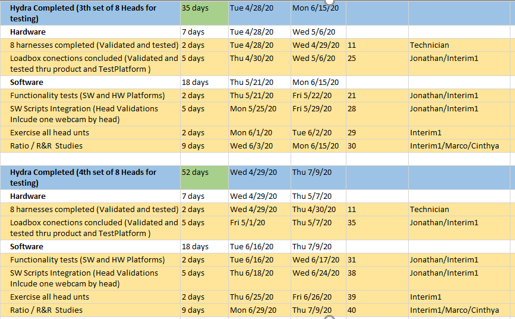 Hydra Completed (3th set of 8 Heads for testing) 35 days Tue 4/28/20 Mon 6/15/20
Hardware 7 days Tue 4/28/20 Wed 5/6/20
8 harnesses completed (Validated and tested) 2 days Tue 4/28/20 Wed 4/29/20 11 Technician
Loadbox conections concluded (Validated and tested thru product and TestPlatform ) 5 days Thu 4/30/20 Wed 5/6/20 25 Jonathan/Interim1
Software 18 days Thu 5/21/20 Mon 6/15/20
Functionality tests (SW and HW Platforms) 2 days Thu 5/21/20 Fri 5/22/20 21 Jonathan/Interim1
SW Scripts Integration (Head Validations Inlcude one webcam by head) 5 days Mon 5/25/20 Fri 5/29/20 28 Jonathan/Interim1
Exercise all head unts 2 days Mon 6/1/20 Tue 6/2/20 29 Interim1
Ratio / R&R Studies 9 days Wed 6/3/20 Mon 6/15/20 30 Interim1/Marco/Cinthya
Hydra Completed (4th set of 8 Heads for testing) 52 days Wed 4/29/20 Thu 7/9/20
Hardware 7 days Wed 4/29/20 Thu 5/7/20
8 harnesses completed (Validated and tested) 2 days Wed 4/29/20 Thu 4/30/20 11 Technician
Loadbox conections concluded (Validated and tested thru product and TestPlatform ) 5 days Fri 5/1/20 Thu 5/7/20 35 Jonathan/Interim1
Software 18 days Tue 6/16/20 Thu 7/9/20
Functionality tests (SW and HW Platforms) 2 days Tue 6/16/20 Wed 6/17/20 31 Jonathan/Interim1
SW Scripts Integration (Head Validations Inlcude one webcam by head) 5 days Thu 6/18/20 Wed 6/24/20 38 Jonathan/Interim1
Exercise all head units 2 days Thu 6/25/20 Fri 6/26/20 39 Interim1
Ratio / R&R Studies 9 days Mon 6/29/20 Thu 7/9/20 40 Interim1/Marco/Cinthya